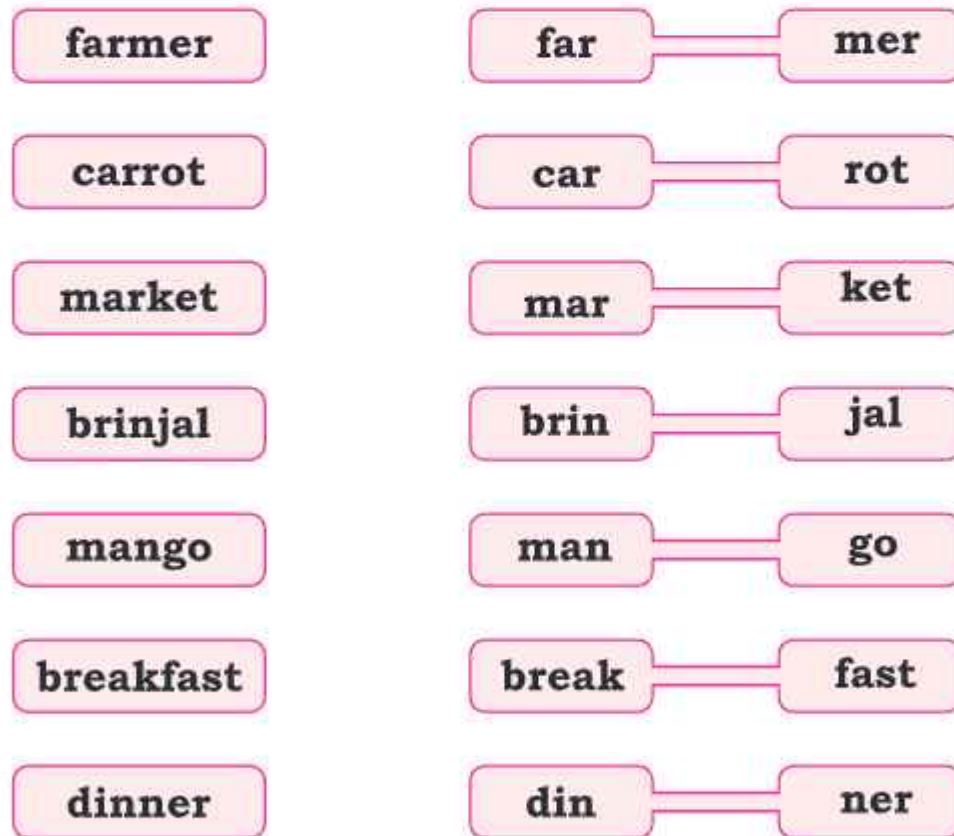 farmer far mer
carrot car rot
market mar ket
brinjal brin jal
mango man go
breakfast break fast
dinner din ner